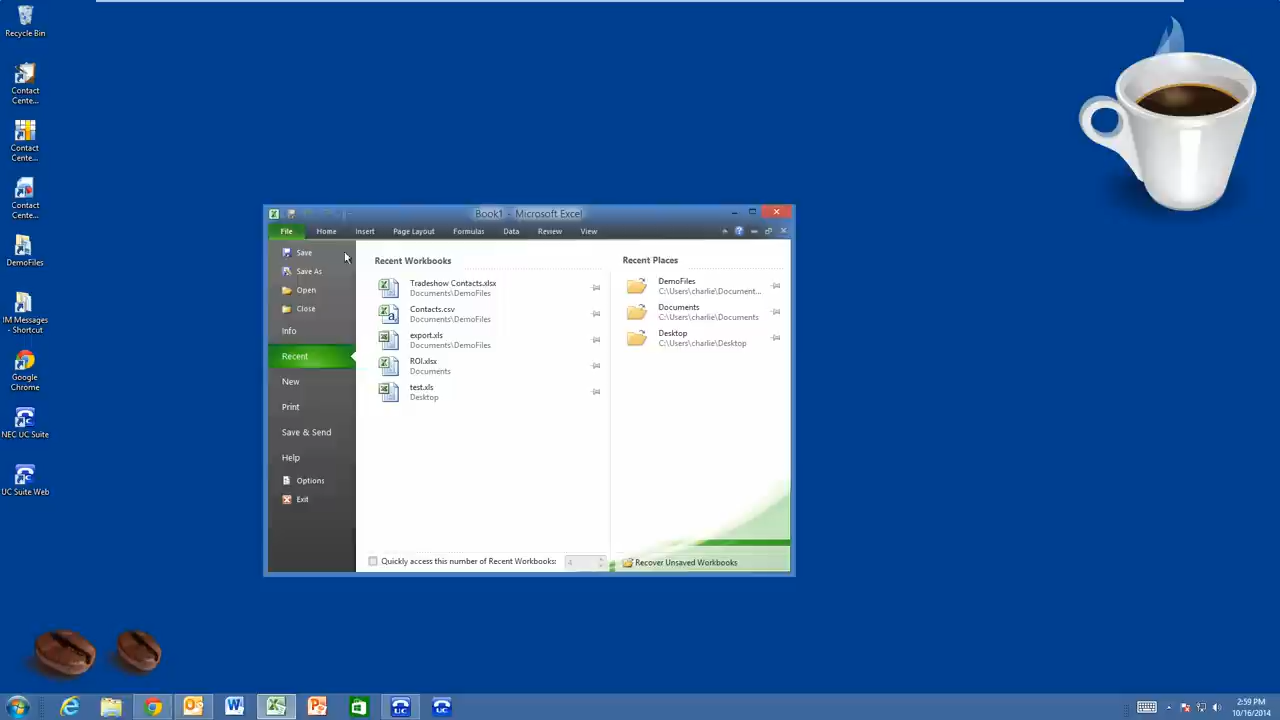 Recycle Bin
Contact
Cente...
Contact
Cente...
Contact
Cente...
DemoFiles
IM Messages
- Shortcut
Google
Chrome
NEC UC Suite
UC Suite Web
Book1 - Microsoft Excel
File Home Insert Page Layout Formulas Data Review View
Save
Save As
Open
Close
Info
Recent
New
Print
Save & Send
Help
Options
Exit
Recent Workbooks
Tradeshow Contacts.xlsx
Documents\DemoFiles
Contacts.csv
Documents\DemoFiles
export.xls
Documents\DemoFiles
ROI.xlsx
Documents
test.xls
Desktop
Quickly access this number of Recent Workbooks: 4
Recent Places
DemoFiles
C:\Users\charlie\Document...
Documents
C:\Users\charlie\Documents
Desktop
C:\Users\charlie\Desktop
Recover Unsaved Workbooks
UC UC
2:59 PM
10/16/2014